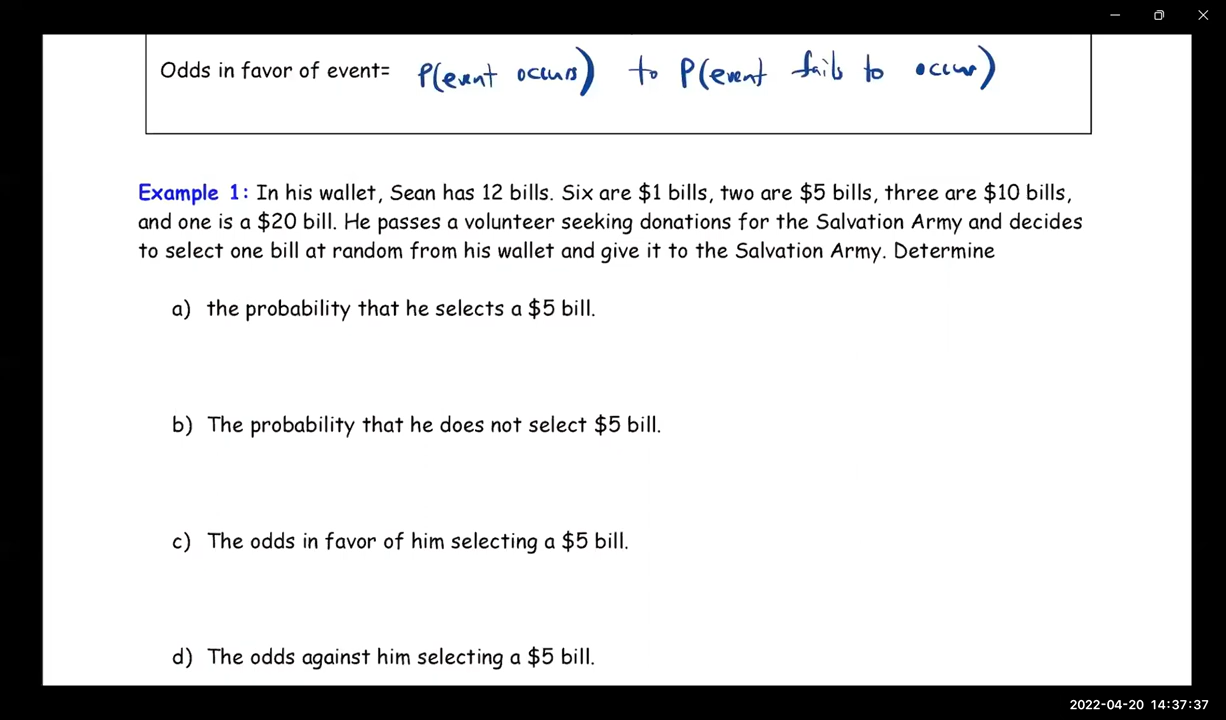 Odds in favor of event= P(event occurs) to P(event fails to occur)
Example 1: In his wallet, Sean has 12 bills. Six are $1 bills, two are $5 bills, three are $10 bills,
and one is a $20 bill. He passes a volunteer seeking donations for the Salvation Army and decides
to select one bill at random from his wallet and give it to the Salvation Army. Determine
a) the probability that he selects a $5 bill.
b) The probability that he does not select $5 bill.
c) The odds in favor of him selecting a $5 bill.
d) The odds against him selecting a $5 bill.
2022-04-20 14:37:37